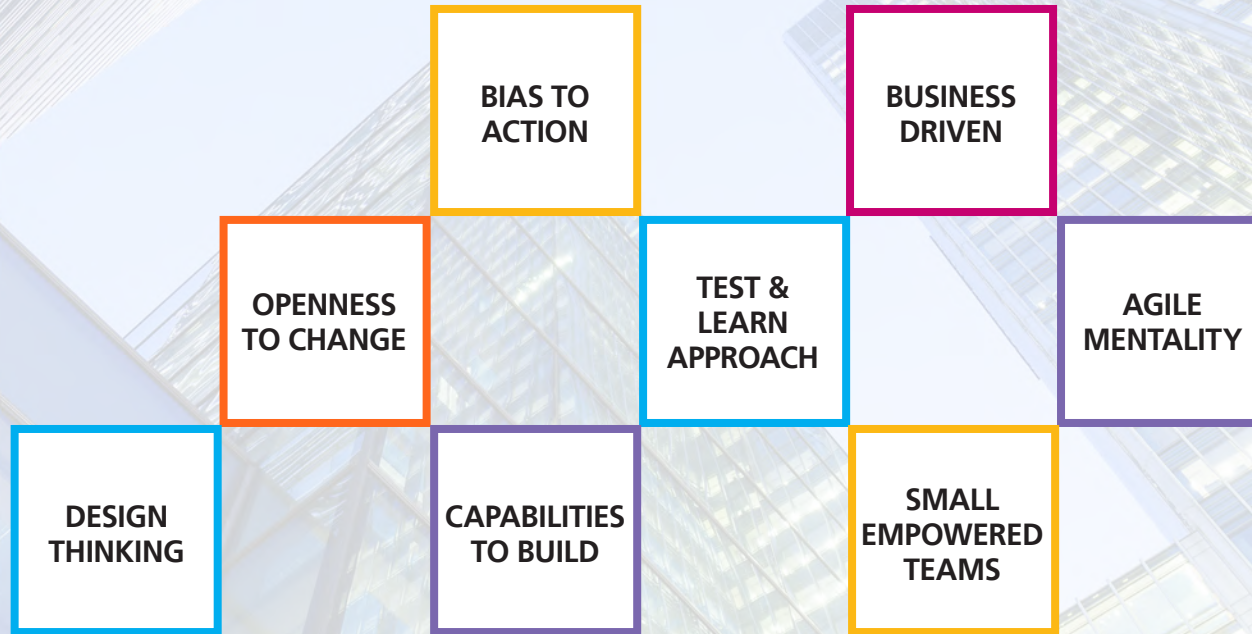 BIAS TO
ACTION
BUSINESS
DRIVEN
OPENNESS
TO CHANGE
TEST &
LEARN
APPROACH
AGILE
MENTALITY
DESIGN
THINKING
CAPABILITIES
TO BUILD
SMALL
EMPOWERED
TEAMS